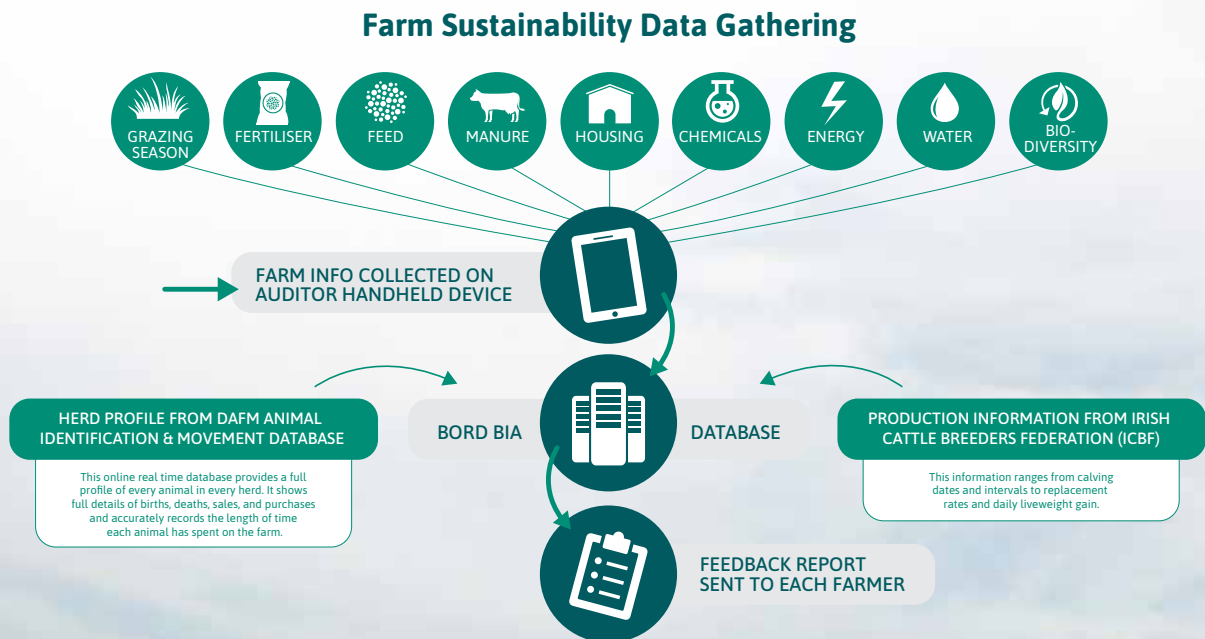 Farm Sustainability Data Gathering
GRAZING
SEASON
FERTILISER
FEED
MANURE
HOUSING
CHEMICALS
ENERGY
WATER
BIO-
DIVERSITY
FARM INFO COLLECTED ON
AUDITOR HANDHELD DEVICE
HERD PROFILE FROM DAFM ANIMAL
IDENTIFICATION & MOVEMENT DATABASE
This online real time database provides a full
profile of every animal in every herd. It shows
full details of births, deaths, sales, and purchases
and accurately records the length of time
each animal has spent on the farm.
BORD BIA
DATABASE
PRODUCTION INFORMATION FROM IRISH
CATTLE BREEDERS FEDERATION (ICBF)
This information ranges from calving
dates and intervals to replacement
rates and daily liveweight gain.
FEEDBACK REPORT
SENT TO EACH FARMER